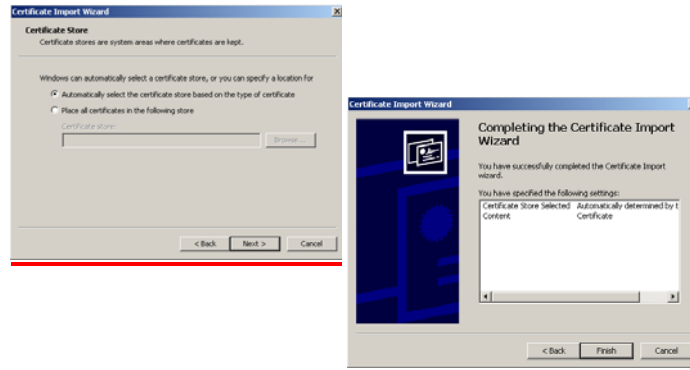 Certificate Import Wizard
Certificate Store
Certificate stores are system areas where certificates are kept.
Windows can automatically select a certificate store, or you can specify a location for
Automatically select the certificate store based on the type of certificate
Place all certificates in the following store
Certificate store:
Browse...
< Back
Next >
Cancel
Certificate Import Wizard
Completing the Certificate Import
Wizard
You have successfully completed the Certificate Import
wizard.
You have specified the following settings:
Certificate Store Selected Automatically determined by t
Content Certificate
< Back
Finish
Cancel